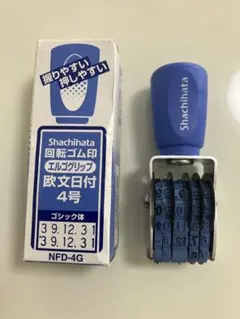 握りやすい
押しやすい
Shachihata
回転ゴム印
エルゴグリップ
欧文日付
4号
ゴシック体
39.12.31
39.12.31
NFD-4G
Shachihata